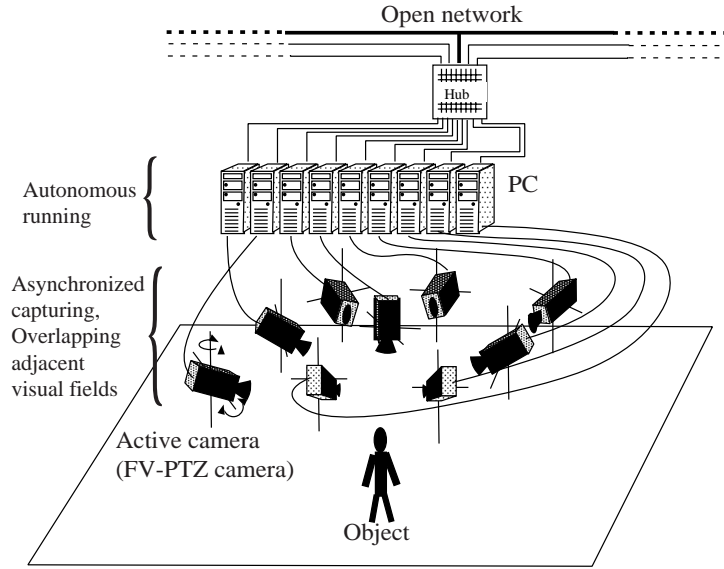 Open network
Hub
PC
Autonomous
running
Asynchronized
capturing,
Overlapping
adjacent
visual fields
Active camera
(FV-PTZ camera)
Object